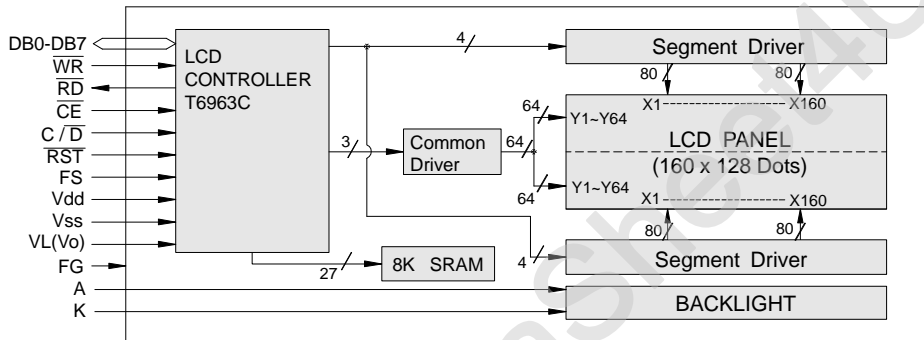 DB0-DB7
WR
RD
CE
C / D
RST
FS
Vdd
Vss
VL(Vo)
FG
A
K
LCD
CONTROLLER
T6963C
4
3
27
Common
Driver
8K SRAM
64
64
64
4
Segment Driver
80
80
X1 X160
Y1~Y64
LCD PANEL
(160 x 128 Dots)
Y1~Y64
X1 X160
80
80
Segment Driver
BACKLIGHT